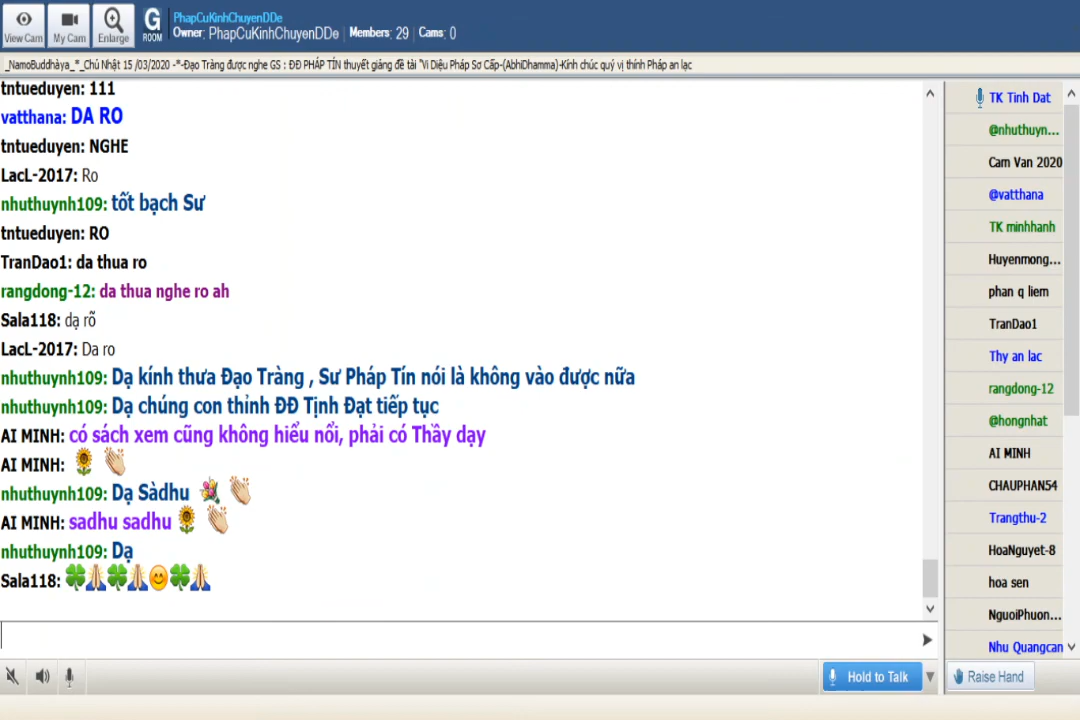 View Cam
My Cam
Enlarge
G
ROOM
PhapCuKinhChuyenDDe
Owner: PhapCuKinhChuyenDDe Members: 29 Cams: 0
_NamoBuddhàya_*_Chủ Nhật 15 /03/2020 -*-Đạo Tràng được nghe GS : ĐĐ PHÁP TÍN thuyết giảng đề tài "Vi Diệu Pháp Sơ Cấp-(AbhiDhamma)-Kính chúc quý vị thính Pháp an lạc
tntueduyen: 111
vatthana: DA RO
tntueduyen: NGHE
LacL-2017: Ro
nhuthuynh109: tốt bạch Sư
tntueduyen: RO
TranDao1: da thua ro
rangdong-12: da thua nghe ro ah
Sala118: dạ rõ
LacL-2017: Da ro
nhuthuynh109: Dạ kính thưa Đạo Tràng , Sư Pháp Tín nói là không vào được nữa
nhuthuynh109: Dạ chúng con thỉnh ĐĐ Tịnh Đạt tiếp tục
AI MINH: có sách xem cũng không hiểu nổi, phải có Thầy dạy
AI MINH: 🌻 👏
nhuthuynh109: Dạ Sàdhu 💐 👏
AI MINH: sadhu sadhu 🌻 👏
nhuthuynh109: Dạ
Sala118: 🍀🙏🍀🙏😊🍀🙏
TK Tinh Dat
@nhuthuyn...
Cam Van 2020
@vatthana
TK minhhanh
Huyenmong...
phan q liem
TranDao1
Thy an lac
rangdong-12
@hongnhat
AI MINH
CHAUPHAN54
Trangthu-2
HoaNguyet-8
hoa sen
NguoiPhuon...
Nhu Quangcan
Hold to Talk
Raise Hand